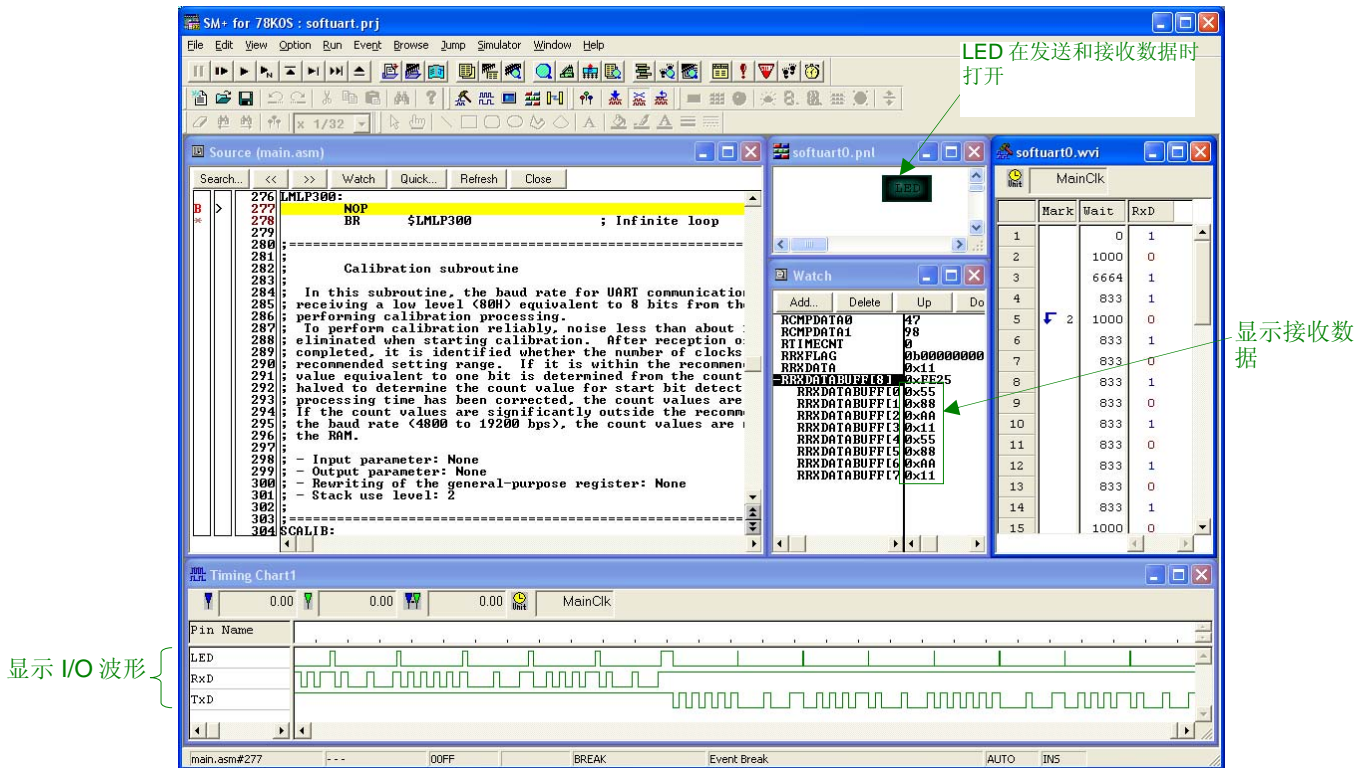 SM+ for 78K0S : softuart.prj
File Edit View Option Run Event Browse Jump Simulator Window Help
LED 在发送和接收数据时
打开
x 1/32
Source (main.asm)
Search... << >> Watch Quick... Refresh Close
276 LMLP300:
B > 277 NOP
* 278 BR $LMLP300 ; Infinite loop
279
280 ;=====================================================
281 ;
282 ; Calibration subroutine
283 ;
284 ; In this subroutine, the baud rate for UART communication
285 ; receiving a low level (80H) equivalent to 8 bits from the
286 ; performing calibration processing.
287 ; To perform calibration reliably, noise less than about
288 ; eliminated when starting calibration. After reception o
289 ; completed, it is identified whether the number of clocks
290 ; recommended setting range. If it is within the recommen
291 ; value equivalent to one bit is determined from the count
292 ; halved to determine the count value for start bit detect
293 ; processing time has been corrected, the count values are
294 ; If the count values are significantly outside the recomm
295 ; the baud rate (4800 to 19200 bps), the count values are
296 ; the RAM.
297 ;
298 ; - Input parameter: None
299 ; - Output parameter: None
300 ; - Rewriting of the general-purpose register: None
301 ; - Stack use level: 2
302 ;
303 ;=====================================================
304 SCALIB:
softuart0.pnl
LED
Watch
Add... Delete Up Do
RCMPDATA0 47
RCMPDATA1 98
RTIMECNT 0
RRXFLAG 0b00000000
RRXDATA 0x11
-RRXDATABUFF[8] 0xFE25
RRXDATABUFF[0 0x55
RRXDATABUFF[1 0x88
RRXDATABUFF[2 0xAA
RRXDATABUFF[3 0x11
RRXDATABUFF[4 0x55
RRXDATABUFF[5 0x88
RRXDATABUFF[6 0xAA
RRXDATABUFF[7 0x11
softuart0.wvi
Unit MainClk
Mark Wait RxD
1 0 1
2 1000 0
3 6664 1
4 833 1
5 2 1000 0
6 833 1
7 833 0
8 833 1
9 833 0
10 833 1
11 833 0
12 833 1
13 833 0
14 833 1
15 1000 0
显示接收数
据
Timing Chart1
0.00 0.00 0.00 Unit MainClk
Pin Name
显示 I/O 波形
LED
RxD
TxD
main.asm#277 --- 00FF BREAK Event Break AUTO INS